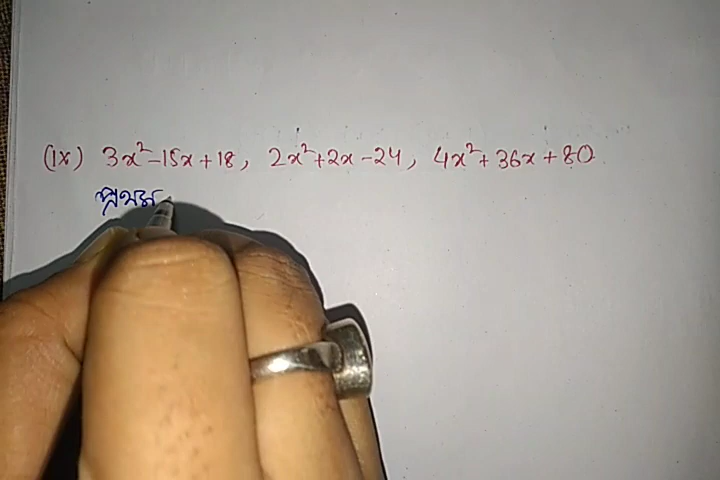 (ix) 3x²-15x+18, 2x²+2x-24, 4x²+36x+80
প্রথম